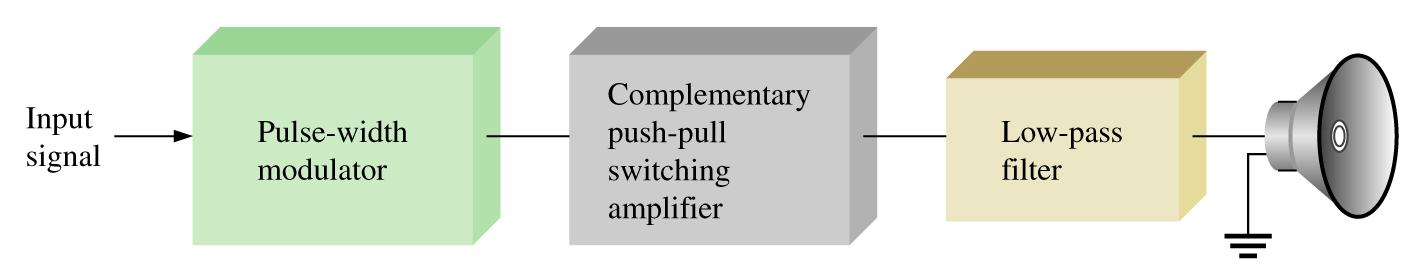 Input
signal
Pulse-width
modulator
Complementary
push-pull
switching
amplifier
Low-pass
filter